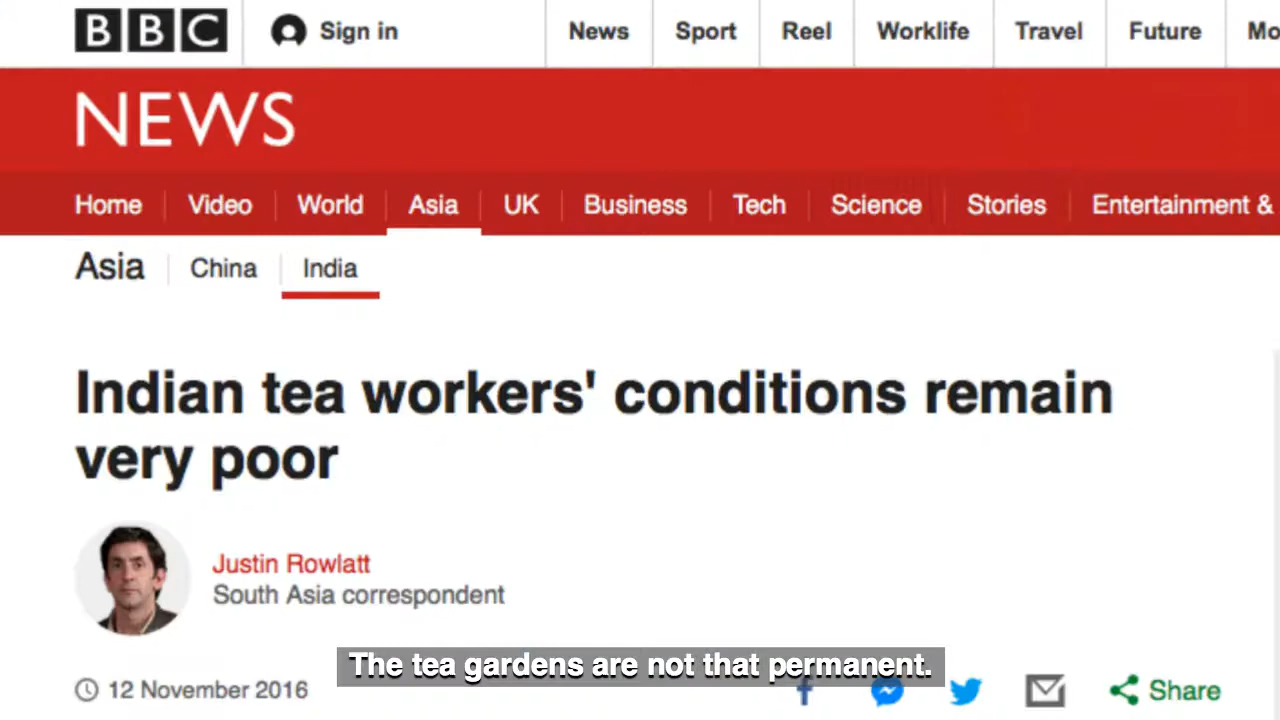 BBC Sign in News Sport Reel Worklife Travel Future Mo
NEWS
Home Video World Asia UK Business Tech Science Stories Entertainment &
Asia China India
Indian tea workers' conditions remain
very poor
Justin Rowlatt
South Asia correspondent
The tea gardens are not that permanent.
12 November 2016 Share